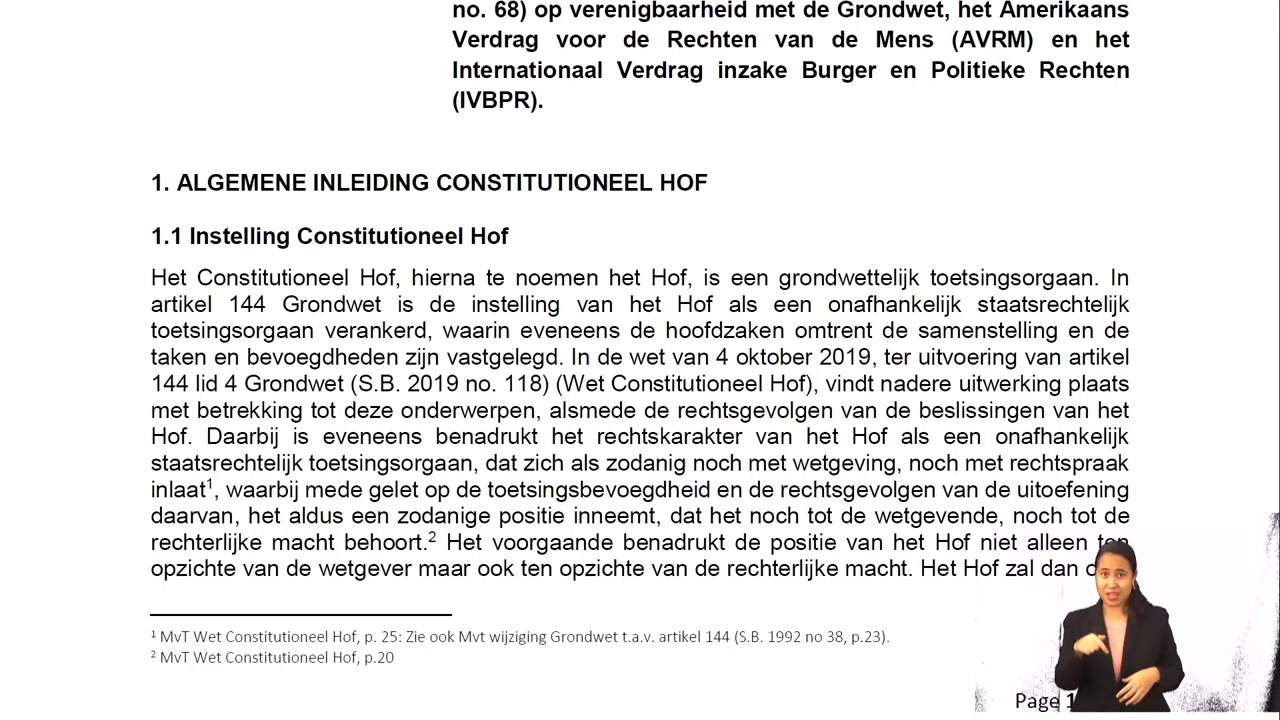 no. 68) op verenigbaarheid met de Grondwet, het Amerikaans
Verdrag voor de Rechten van de Mens (AVRM) en het
Internationaal Verdrag inzake Burger en Politieke Rechten
(IVBPR).
1. ALGEMENE INLEIDING CONSTITUTIONEEL HOF
1.1 Instelling Constitutioneel Hof
Het Constitutioneel Hof, hierna te noemen het Hof, is een grondwettelijk toetsingsorgaan. In
artikel 144 Grondwet is de instelling van het Hof als een onafhankelijk staatsrechtelijk
toetsingsorgaan verankerd, waarin eveneens de hoofdzaken omtrent de samenstelling en de
taken en bevoegdheden zijn vastgelegd. In de wet van 4 oktober 2019, ter uitvoering van artikel
144 lid 4 Grondwet (S.B. 2019 no. 118) (Wet Constitutioneel Hof), vindt nadere uitwerking plaats
met betrekking tot deze onderwerpen, alsmede de rechtsgevolgen van de beslissingen van het
Hof. Daarbij is eveneens benadrukt het rechtskarakter van het Hof als een onafhankelijk
staatsrechtelijk toetsingsorgaan, dat zich als zodanig noch met wetgeving, noch met rechtspraak
inlaat¹, waarbij mede gelet op de toetsingsbevoegdheid en de rechtsgevolgen van de uitoefening
daarvan, het aldus een zodanige positie inneemt, dat het noch tot de wetgevende, noch tot de
rechterlijke macht behoort.² Het voorgaande benadrukt de positie van het Hof niet alleen ten
opzichte van de wetgever maar ook ten opzichte van de rechterlijke macht. Het Hof zal dan
¹ MvT Wet Constitutioneel Hof, p. 25: Zie ook Mvt wijziging Grondwet t.a.v. artikel 144 (S.B. 1992 no 38, p.23).
² MvT Wet Constitutioneel Hof, p.20
Page 1